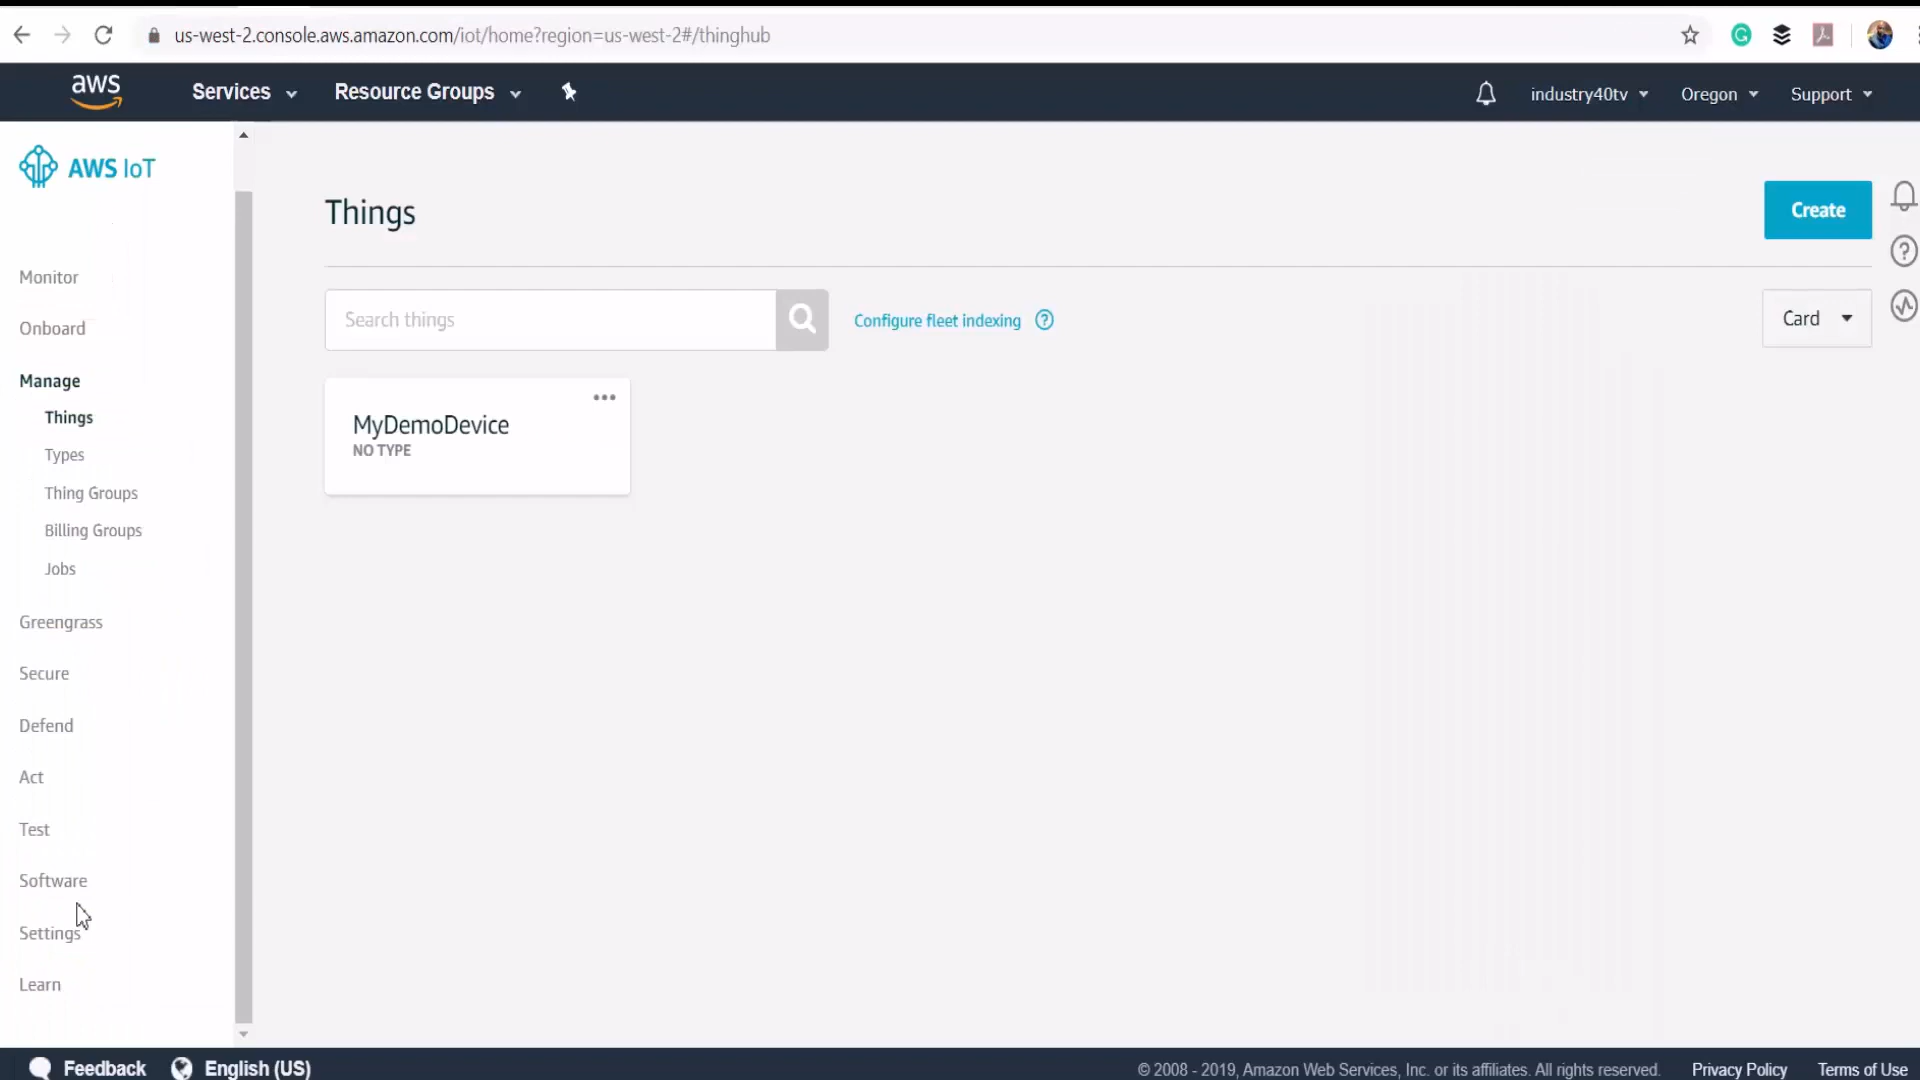 us-west-2.console.aws.amazon.com/iot/home?region=us-west-2#/thinghub
aws
Services
Resource Groups
industry40tv
Oregon
Support
AWS IoT
Monitor
Onboard
Manage
Things
Types
Thing Groups
Billing Groups
Jobs
Greengrass
Secure
Defend
Act
Test
Software
Settings
Learn
Things
Create
Search things
Configure fleet indexing
Card
MyDemoDevice
NO TYPE
Feedback
English (US)
© 2008 - 2019, Amazon Web Services, Inc. or its affiliates. All rights reserved.
Privacy Policy
Terms of Use